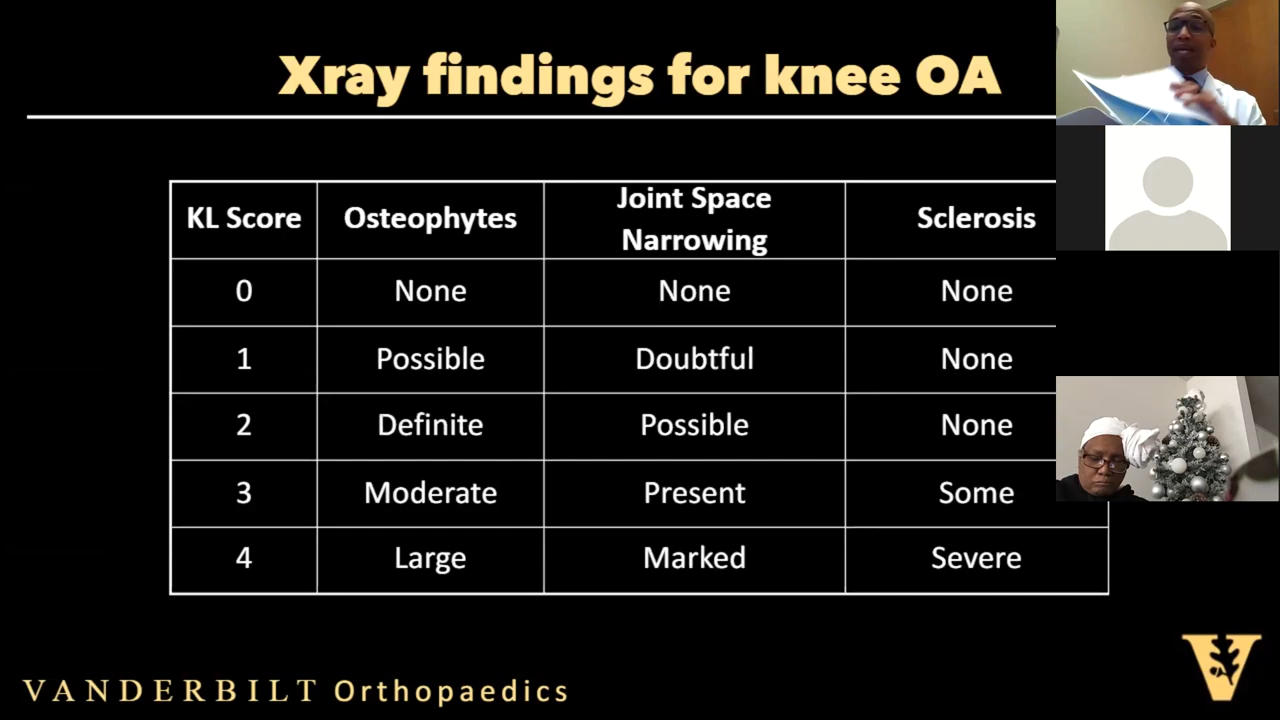 Xray findings for knee OA
KL Score Osteophytes Joint Space Narrowing Sclerosis
0 None None None
1 Possible Doubtful None
2 Definite Possible None
3 Moderate Present Some
4 Large Marked Severe
VANDERBILT Orthopaedics
V